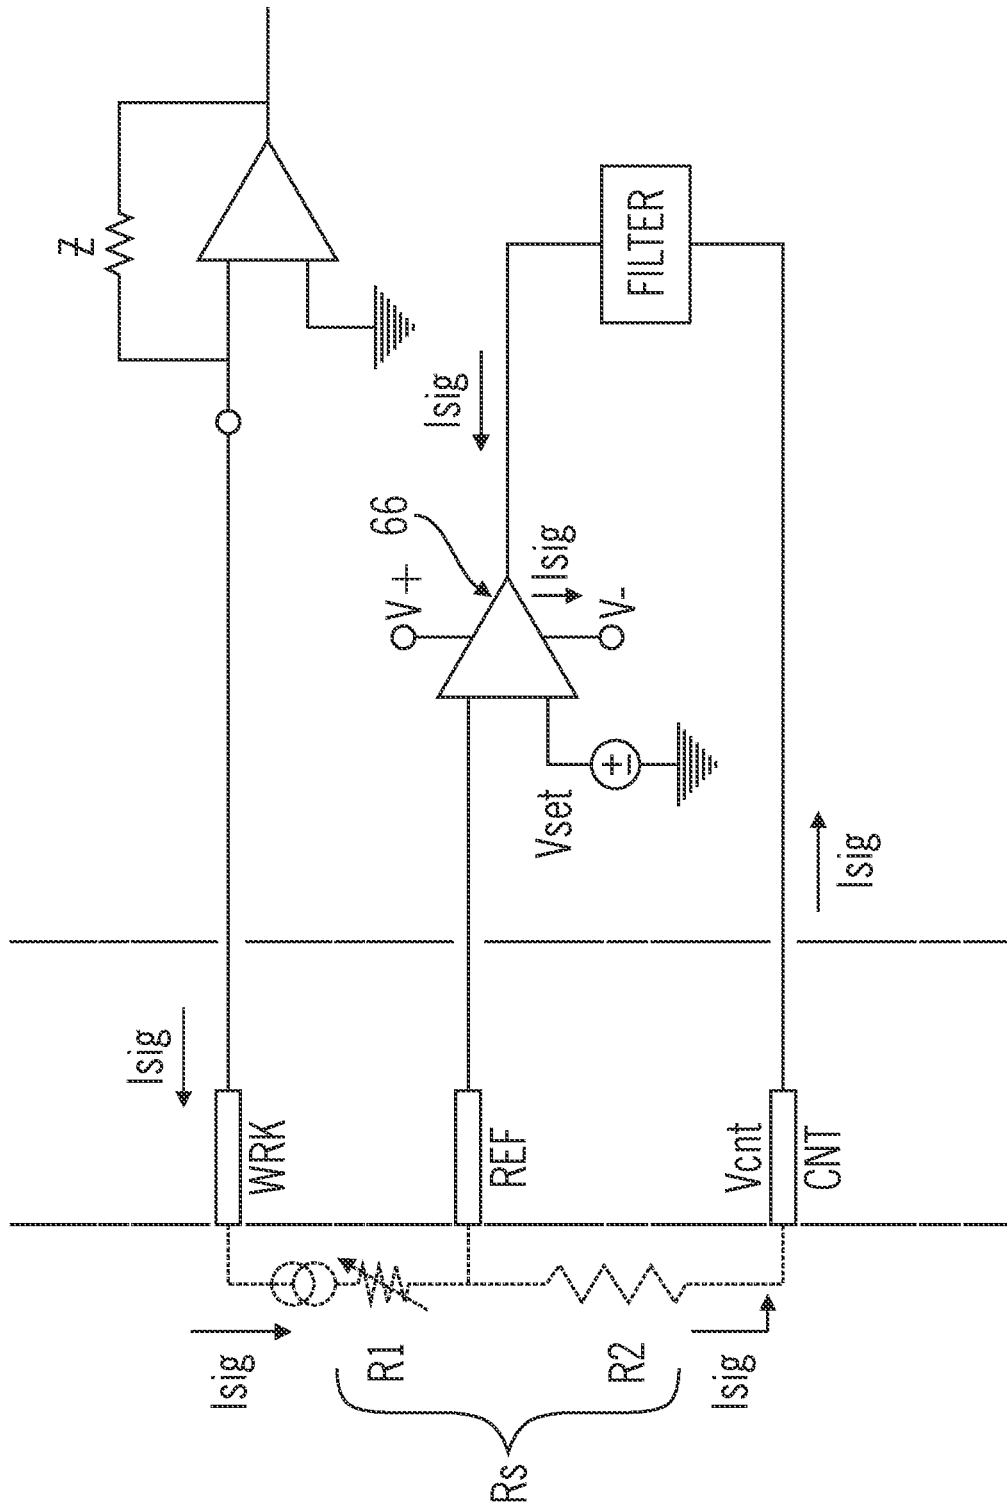 Z
Isig
Isig
WRK
R1
66
V+
Isig
Rs
REF
Vset
Isig
V-
R2
FILTER
Isig
Vcnt
CNT
Isig